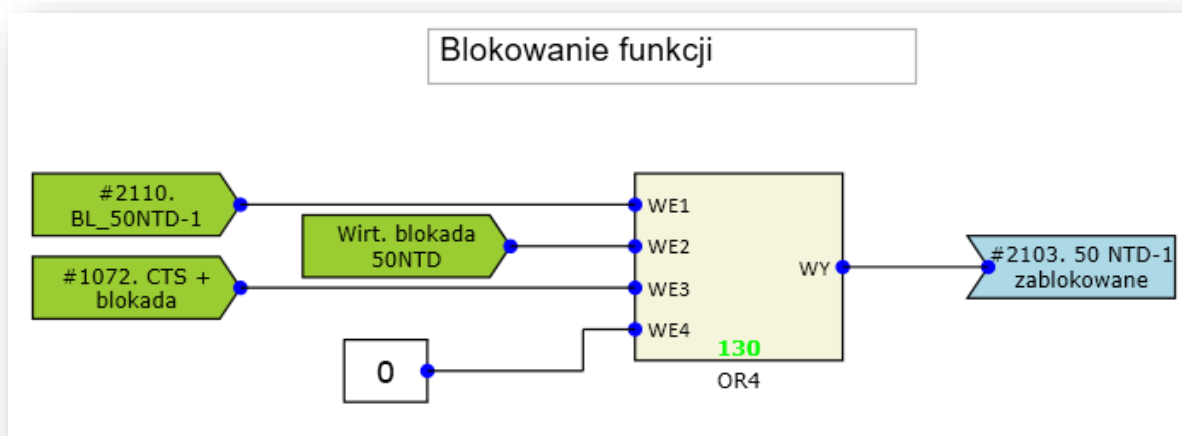 Blokowanie funkcji
#2110.
BL_50NTD-1
WE1
Wirt. blokada
50NTD
WE2
#2103. 50 NTD-1
zablokowane
WY
#1072. CTS +
blokada
WE3
WE4
0
130
OR4